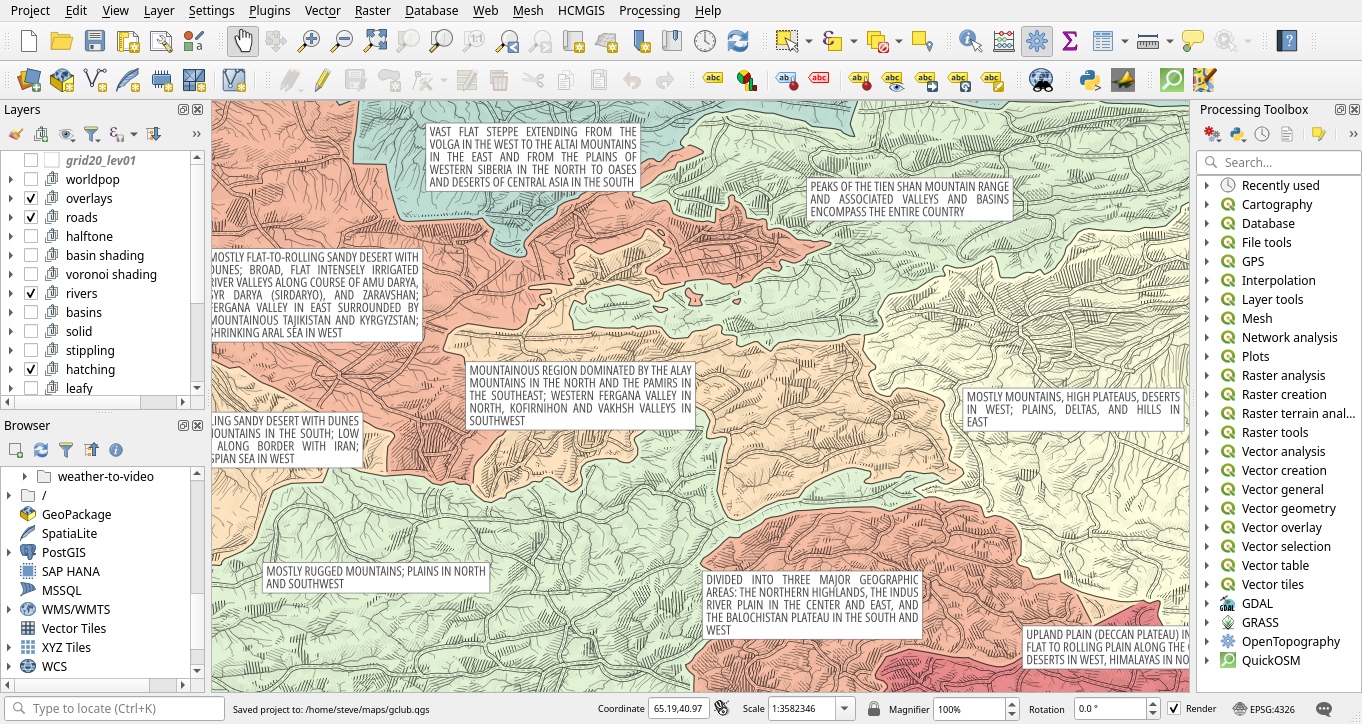 Project Edit View Layer Settings Plugins Vector Raster Database Web Mesh HCMGIS Processing Help
Layers
grid20_lev01
worldpop
overlays
roads
halftone
basin shading
voronoi shading
rivers
basins
solid
stippling
hatching
leafy
Browser
weather-to-video
/
GeoPackage
SpatiaLite
PostGIS
SAP HANA
MSSQL
WMS/WMTS
Vector Tiles
XYZ Tiles
WCS
VAST FLAT STEPPE EXTENDING FROM THE
VOLGA IN THE WEST TO THE ALTAI MOUNTAINS
IN THE EAST AND FROM THE PLAINS OF
WESTERN SIBERIA IN THE NORTH TO OASES
AND DESERTS OF CENTRAL ASIA IN THE SOUTH
PEAKS OF THE TIEN SHAN MOUNTAIN RANGE
AND ASSOCIATED VALLEYS AND BASINS
ENCOMPASS THE ENTIRE COUNTRY
MOSTLY FLAT-TO-ROLLING SANDY DESERT WITH
DUNES; BROAD, FLAT INTENSELY IRRIGATED
RIVER VALLEYS ALONG COURSE OF AMU DARYA,
SYR DARYA (SIRDARYO), AND ZARAVSHAN;
FERGANA VALLEY IN EAST SURROUNDED BY
MOUNTAINOUS TAJIKISTAN AND KYRGYZSTAN;
SHRINKING ARAL SEA IN WEST
MOUNTAINOUS REGION DOMINATED BY THE ALAY
MOUNTAINS IN THE NORTH AND THE PAMIRS IN
THE SOUTHEAST; WESTERN FERGANA VALLEY IN
NORTH, KOFIRNIHON AND VAKHSH VALLEYS IN
SOUTHWEST
MOSTLY MOUNTAINS, HIGH PLATEAUS, DESERTS
IN WEST; PLAINS, DELTAS, AND HILLS IN
EAST
LING SANDY DESERT WITH DUNES
OUNTAINS IN THE SOUTH; LOW
ALONG BORDER WITH IRAN;
SPIAN SEA IN WEST
MOSTLY RUGGED MOUNTAINS; PLAINS IN NORTH
AND SOUTHWEST
DIVIDED INTO THREE MAJOR GEOGRAPHIC
AREAS: THE NORTHERN HIGHLANDS, THE INDUS
RIVER PLAIN IN THE CENTER AND EAST, AND
THE BALOCHISTAN PLATEAU IN THE SOUTH AND
WEST
UPLAND PLAIN (DECCAN PLATEAU) IN
FLAT TO ROLLING PLAIN ALONG THE
DESERTS IN WEST, HIMALAYAS IN NO
Processing Toolbox
Search...
Recently used
Cartography
Database
File tools
GPS
Interpolation
Layer tools
Mesh
Network analysis
Plots
Raster analysis
Raster creation
Raster terrain anal...
Raster tools
Vector analysis
Vector creation
Vector general
Vector geometry
Vector overlay
Vector selection
Vector table
Vector tiles
GDAL
GRASS
OpenTopography
QuickOSM
Type to locate (Ctrl+K) Saved project to: /home/steve/maps/gclub.qgs Coordinate 65.19,40.97 Scale 1:3582346 Magnifier 100% Rotation 0.0 ° Render EPSG:4326